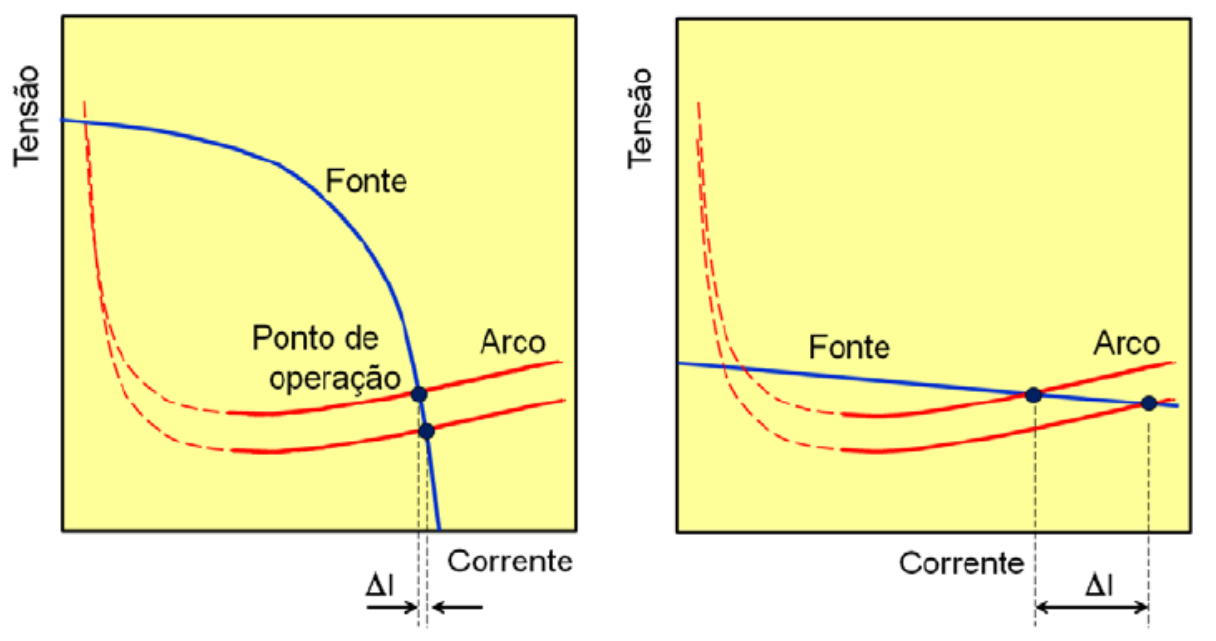 Tensão
Fonte
Ponto de
operação
Arco
Corrente
ΔI
Tensão
Fonte
Arco
Corrente
ΔI